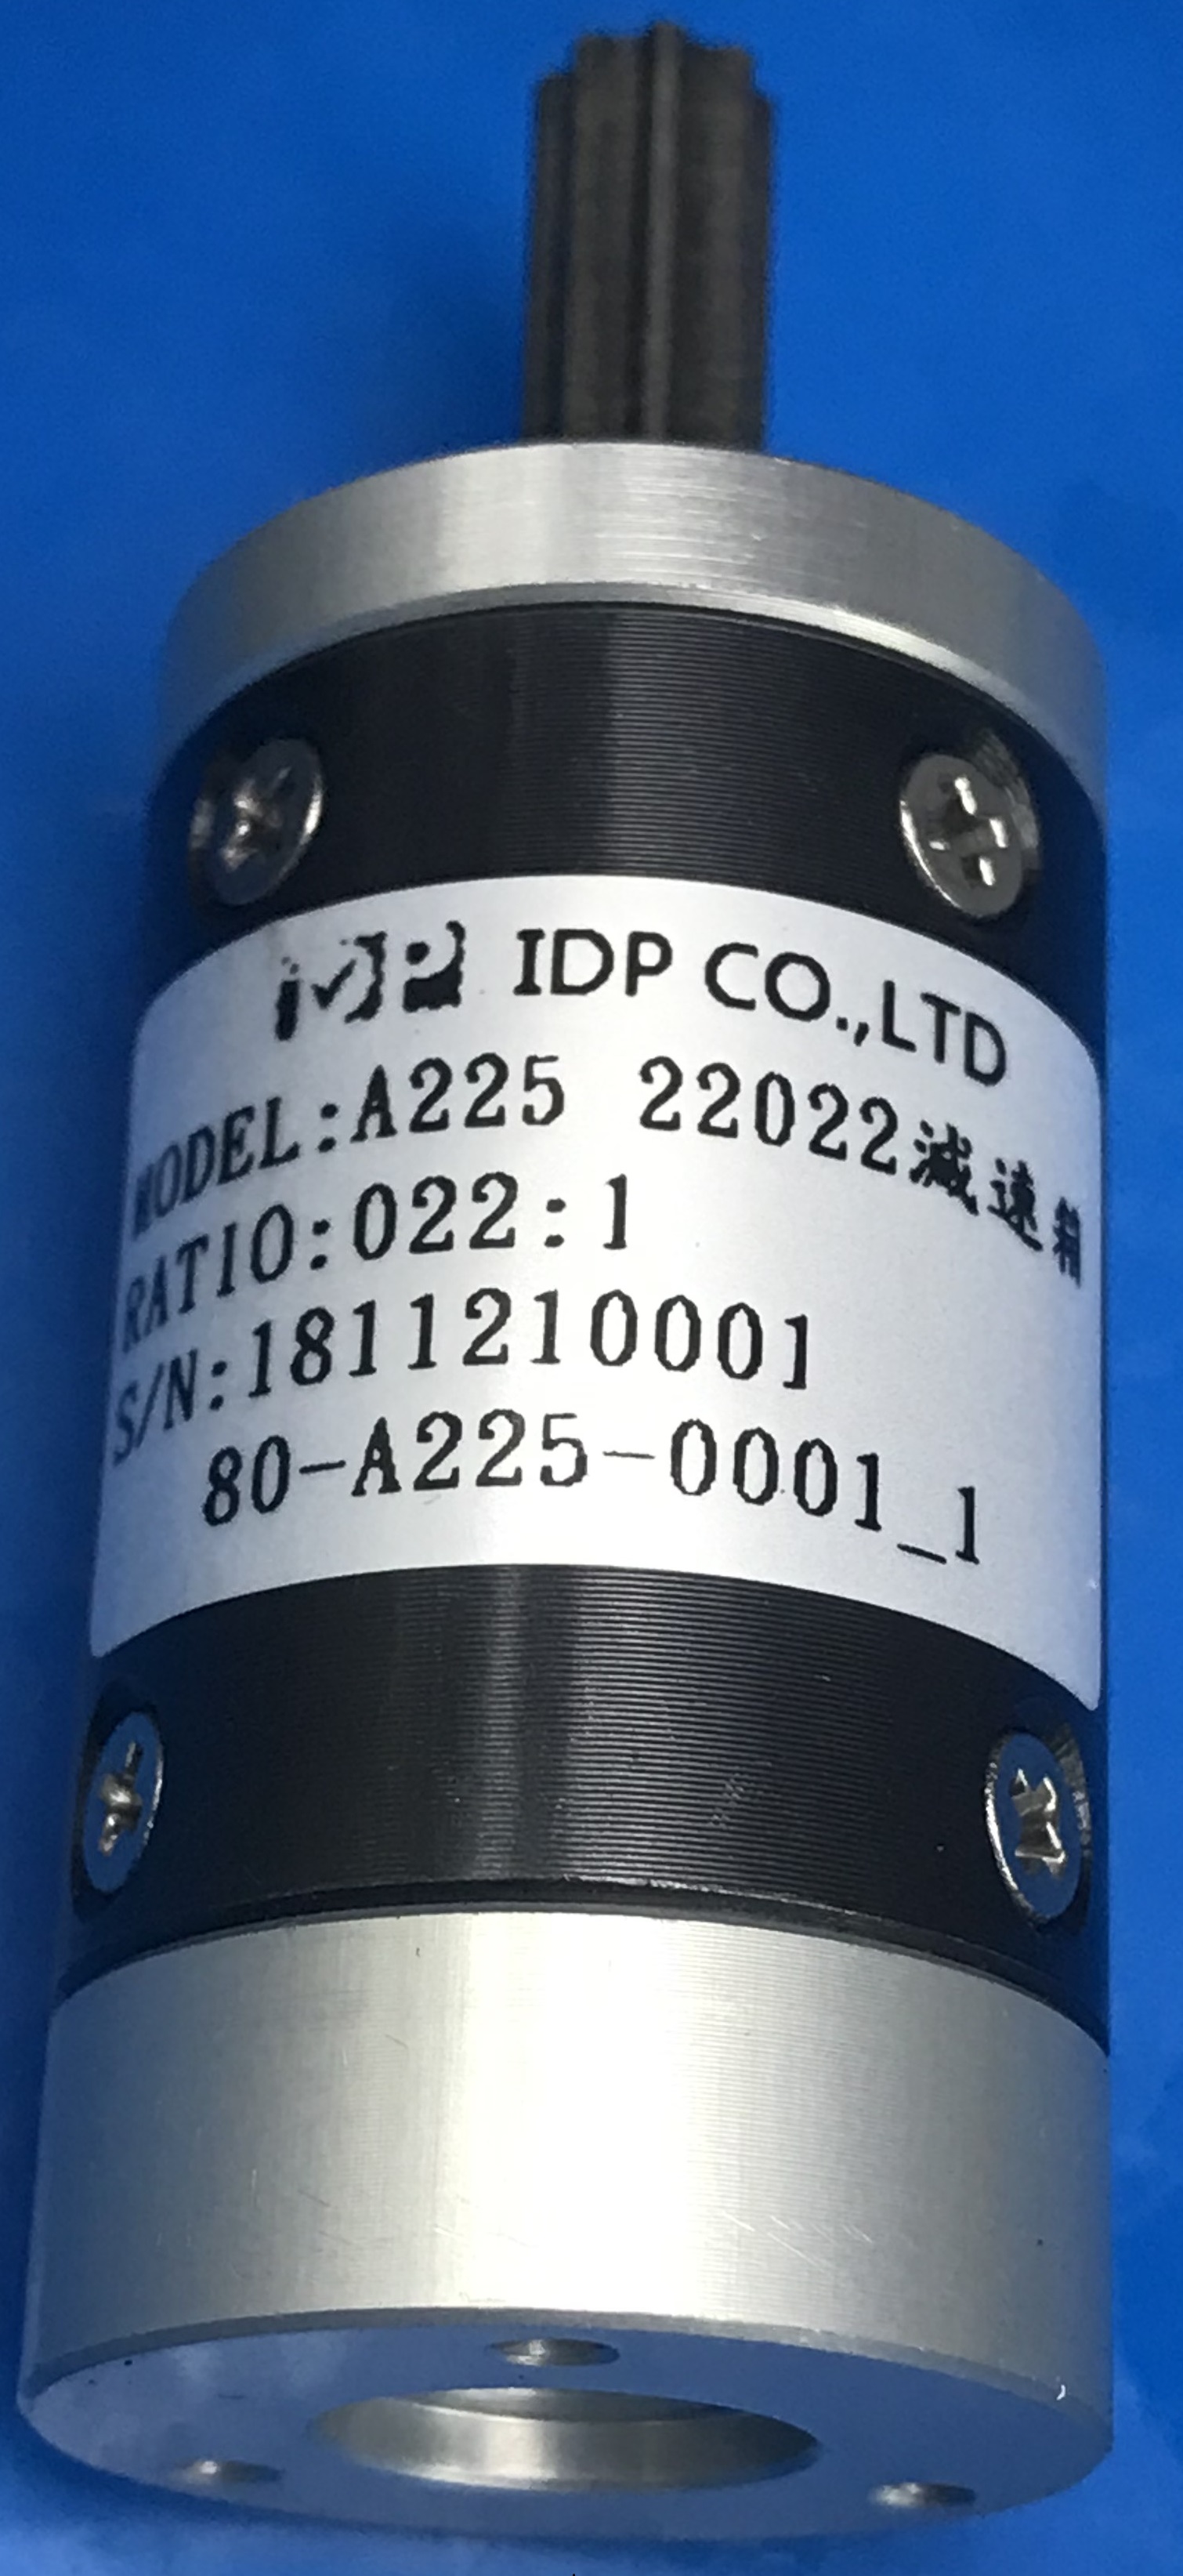 IDP CO.,LTD
MODEL:A225 22022减速箱
RATIO:022:1
S/N:1811210001
80-A225-0001_1